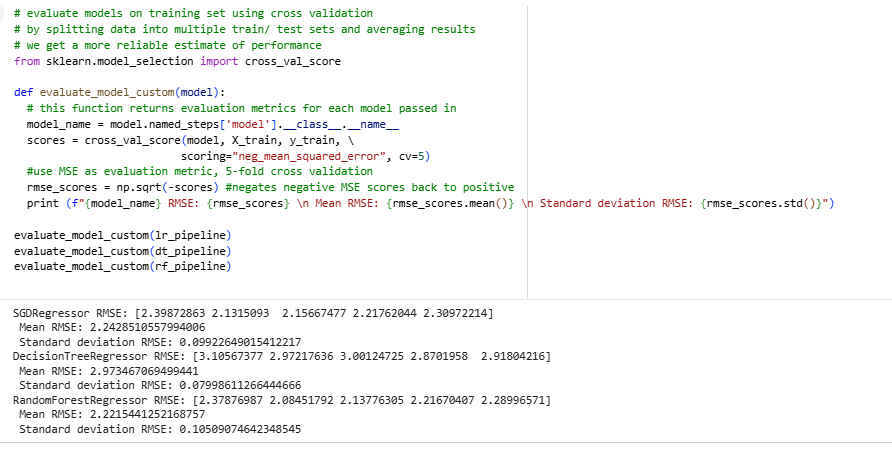 # evaluate models on training set using cross validation
# by splitting data into multiple train/ test sets and averaging results
# we get a more reliable estimate of performance
from sklearn.model_selection import cross_val_score
def evaluate_model_custom(model):
# this function returns evaluation metrics for each model passed in
model_name = model.named_steps['model'].__class__.__name__
scores = cross_val_score(model, X_train, y_train, \
scoring="neg_mean_squared_error", cv=5)
#use MSE as evaluation metric, 5-fold cross validation
rmse_scores = np.sqrt(-scores) #negates negative MSE scores back to positive
print (f"{model_name} RMSE: {rmse_scores} \n Mean RMSE: {rmse_scores.mean()} \n Standard deviation RMSE: {rmse_scores.std()}")
evaluate_model_custom(lr_pipeline)
evaluate_model_custom(dt_pipeline)
evaluate_model_custom(rf_pipeline)
SGDRegressor RMSE: [2.39872863 2.1315093  2.15667477 2.21762044 2.30972214]
Mean RMSE: 2.2428510557994006
Standard deviation RMSE: 0.09922649015412217
DecisionTreeRegressor RMSE: [3.10567377 2.97217636 3.00124725 2.8701958  2.91804216]
Mean RMSE: 2.973467069499441
Standard deviation RMSE: 0.07998611266444666
RandomForestRegressor RMSE: [2.37876987 2.08451792 2.13776305 2.21670407 2.28996571]
Mean RMSE: 2.2215441252168757
Standard deviation RMSE: 0.10509074642348545